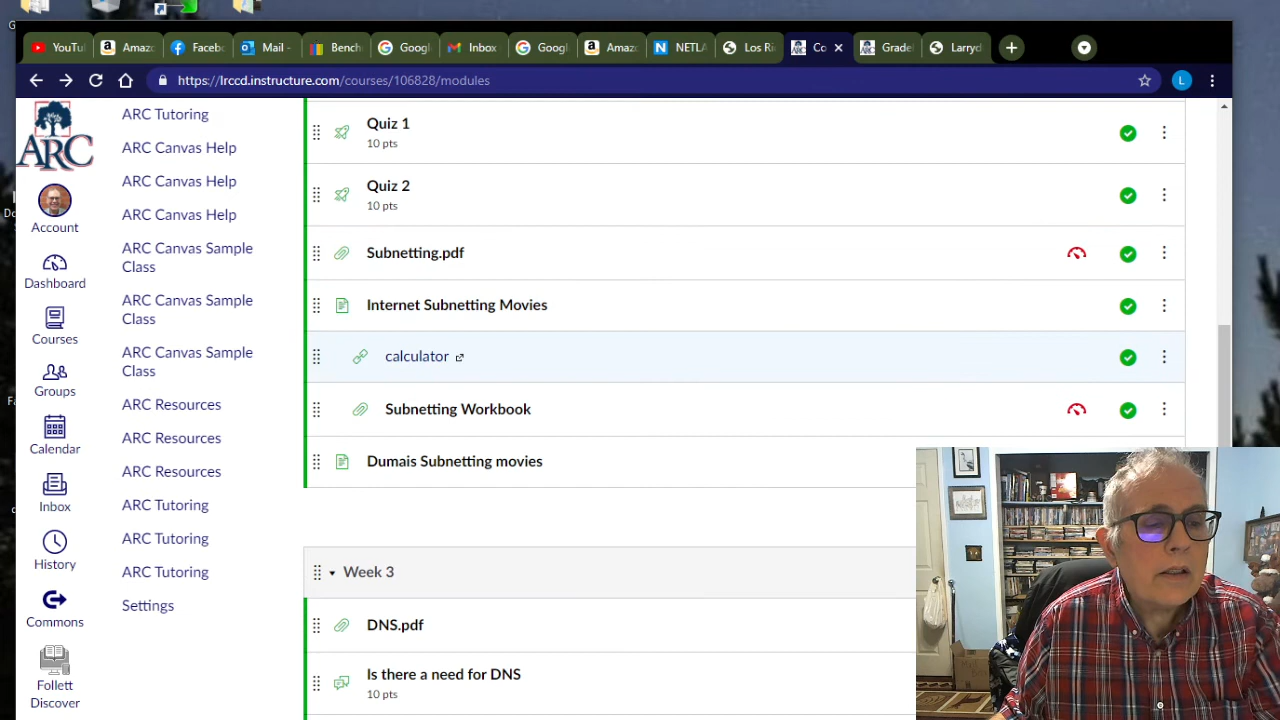 YouTu
Amazo
Faceb
Mail -
Bench
Googl
Inbox
Googl
Amaz
NETLA
Los Ri
Co
Grade
Larryd
https://lrccd.instructure.com/courses/106828/modules
L
ARC
Account
Dashboard
Courses
Groups
Calendar
Inbox
History
Commons
Follett
Discover
ARC Tutoring
ARC Canvas Help
ARC Canvas Help
ARC Canvas Help
ARC Canvas Sample
Class
ARC Canvas Sample
Class
ARC Canvas Sample
Class
ARC Resources
ARC Resources
ARC Resources
ARC Tutoring
ARC Tutoring
ARC Tutoring
Settings
Quiz 1
10 pts
Quiz 2
10 pts
Subnetting.pdf
Internet Subnetting Movies
calculator
Subnetting Workbook
Dumais Subnetting movies
Week 3
DNS.pdf
Is there a need for DNS
10 pts